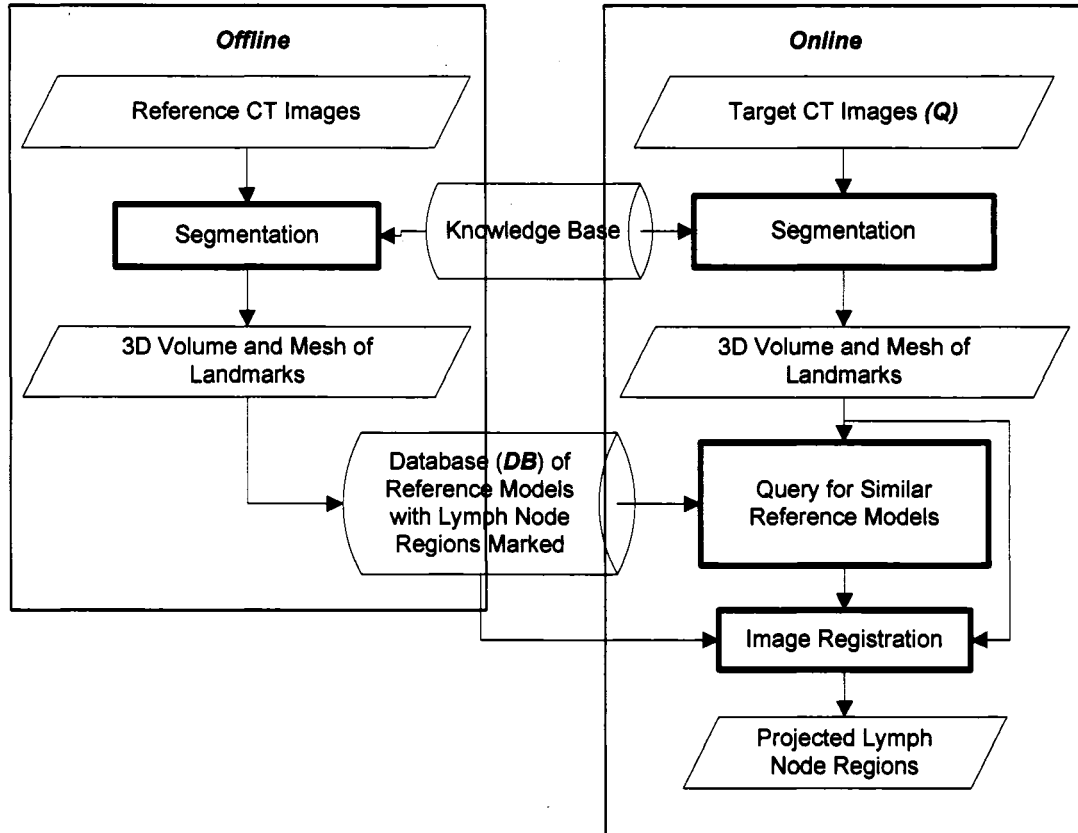 Offline
Reference CT Images
Segmentation
3D Volume and Mesh of
Landmarks
Knowledge Base
Database (DB) of
Reference Models
with Lymph Node
Regions Marked
Online
Target CT Images (Q)
Segmentation
3D Volume and Mesh of
Landmarks
Query for Similar
Reference Models
Image Registration
Projected Lymph
Node Regions